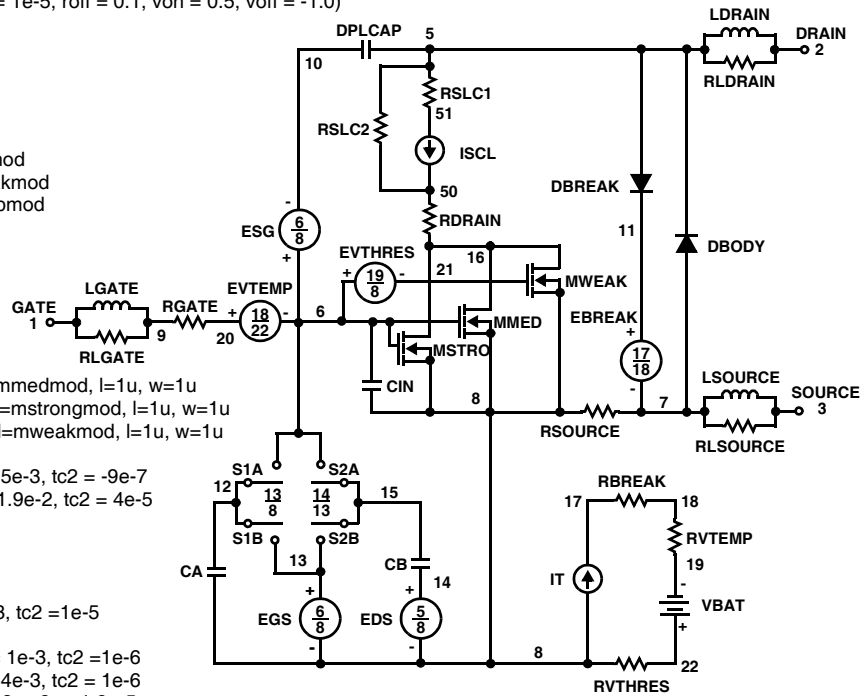 = 1e-5, roff = 0.1, von = 0.5, voff = -1.0)
LDRAIN
DPLCAP
5
DRAIN
2
10
RLDRAIN
RSLC1
51
RSLC2
ISCL
50
DBREAK
RDRAIN
-
ESG
6
8
+
11
DBODY
EVTHRES
16
+
19
8
-
21
MWEAK
LGATE
EVTEMP
GATE
1
RGATE
+
18
22
-
6
MMED
EBREAK
+
9
20
MSTRO
17
18
-
RLGATE
CIN
8
7
LSOURCE
SOURCE
3
RSOURCE
RLSOURCE
mmedmod, l=1u, w=1u
=mstrongmod, l=1u, w=1u
l=mweakmod, l=1u, w=1u
5e-3, tc2 = -9e-7
1.9e-2, tc2 = 4e-5
S1A
S2A
12
13
8
14
13
15
S1B
S2B
RBREAK
17
18
13
RVTEMP
CA
CB
19
14
IT
-
VBAT
+
+
EGS
6
8
-
+
EDS
5
8
-
8
22
RVTHRES
3, tc2 =1e-5
1e-3, tc2 =1e-6
4e-3, tc2 = 1e-6